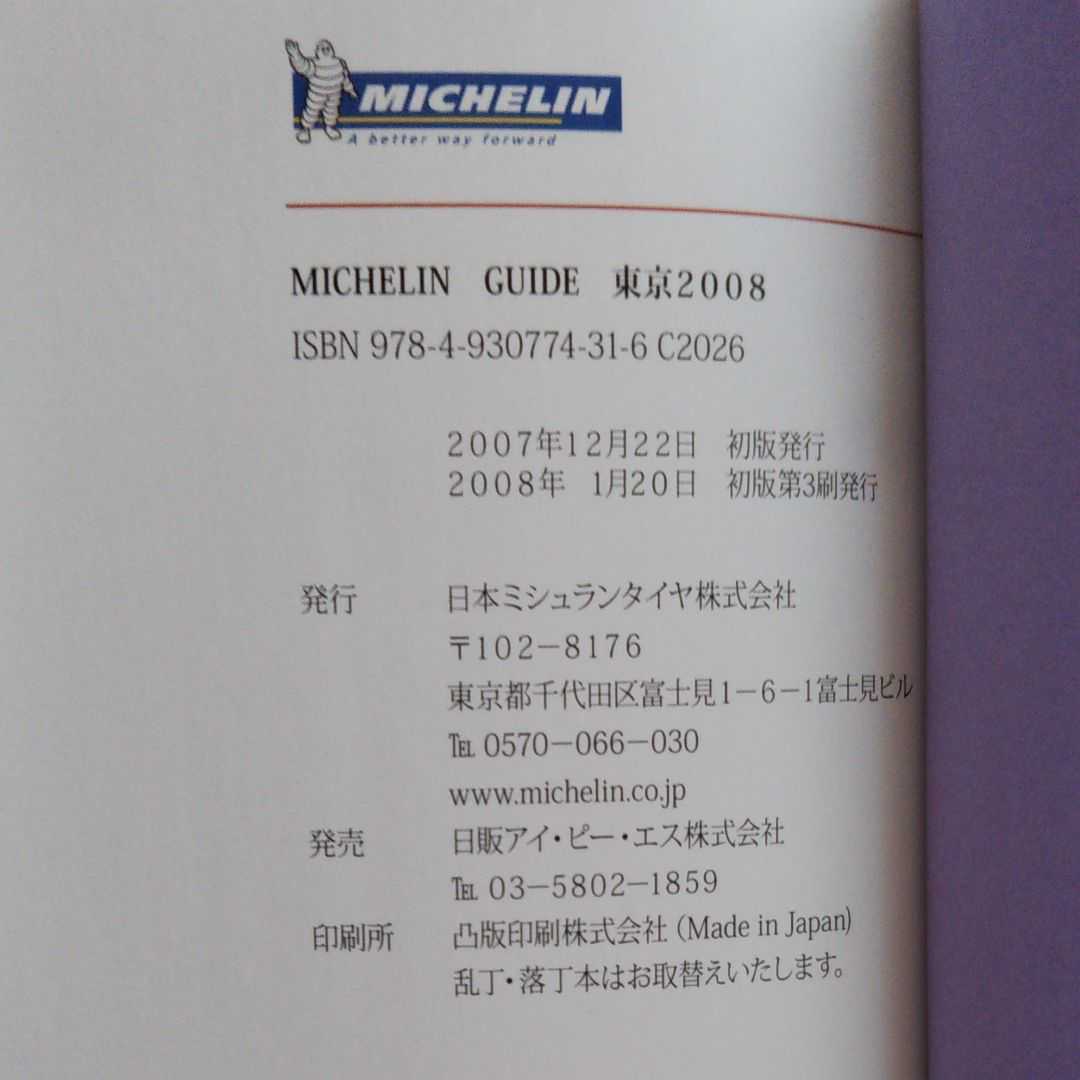 MICHELIN
A better way forward
MICHELIN GUIDE 東京2008
ISBN 978-4-930774-31-6 C2026
2007年12月22日 初版発行
2008年 1月20日 初版第3刷発行
発行 日本ミシュランタイヤ株式会社
〒102-8176
東京都千代田区富士見1-6-1富士見ビル
℡ 0570-066-030
www.michelin.co.jp
発売 日販アイ・ピー・エス株式会社
℡ 03-5802-1859
印刷所 凸版印刷株式会社 (Made in Japan)
乱丁・落丁本はお取替えいたします。